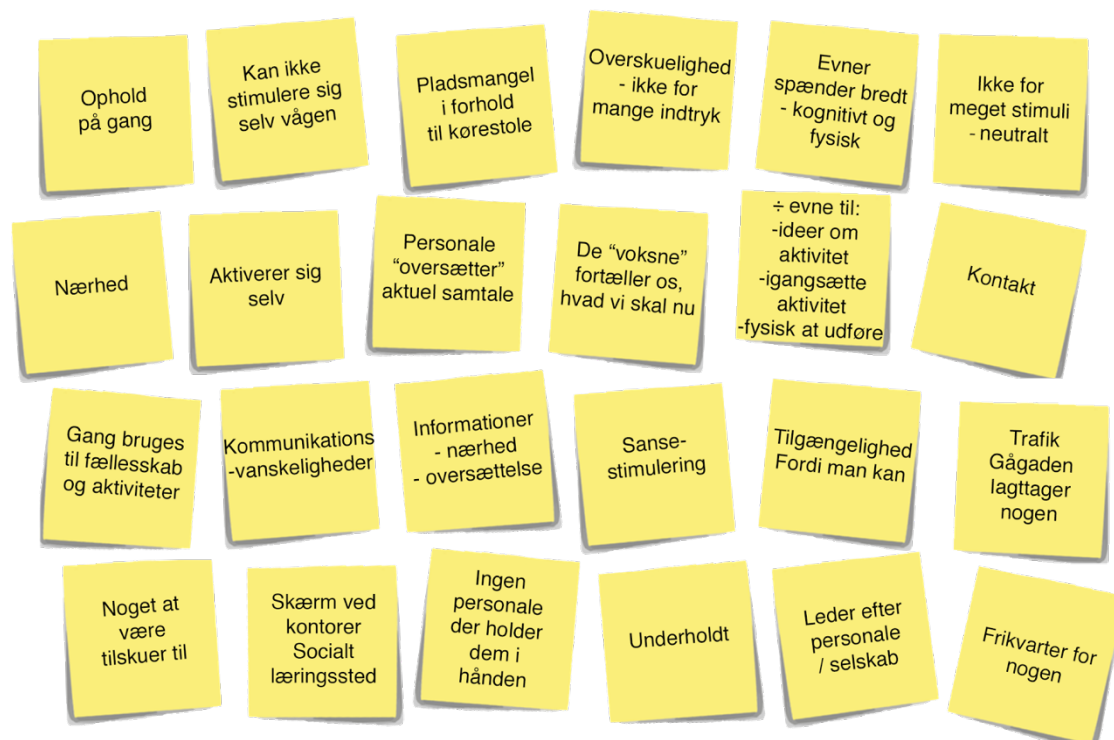 Ophold
på gang
Kan ikke
stimulere sig
selv vågen
Pladsmangel
i forhold
til kørestole
Overskuelighed
- ikke for
mange indtryk
Evner
spænder bredt
- kognitivt og
fysisk
Ikke for
meget stimuli
- neutralt
Nærhed
Aktiverer sig
selv
Personale
“oversætter”
aktuel samtale
De “voksne”
fortæller os,
hvad vi skal nu
÷ evne til:
-ideer om
aktivitet
-igangsætte
aktivitet
-fysisk at udføre
Kontakt
Gang bruges
til fællesskab
og aktiviteter
Kommunikations
-vanskeligheder
Informationer
- nærhed
- oversættelse
Sanse-
stimulering
Tilgængelighed
Fordi man kan
Trafik
Gågaden
Iagttager
nogen
Noget at
være
tilskuer til
Skærm ved
kontorer
Socialt
læringssted
Ingen
personale
der holder
dem i
hånden
Underholdt
Leder efter
personale
/ selskab
Frikvarter for
nogen